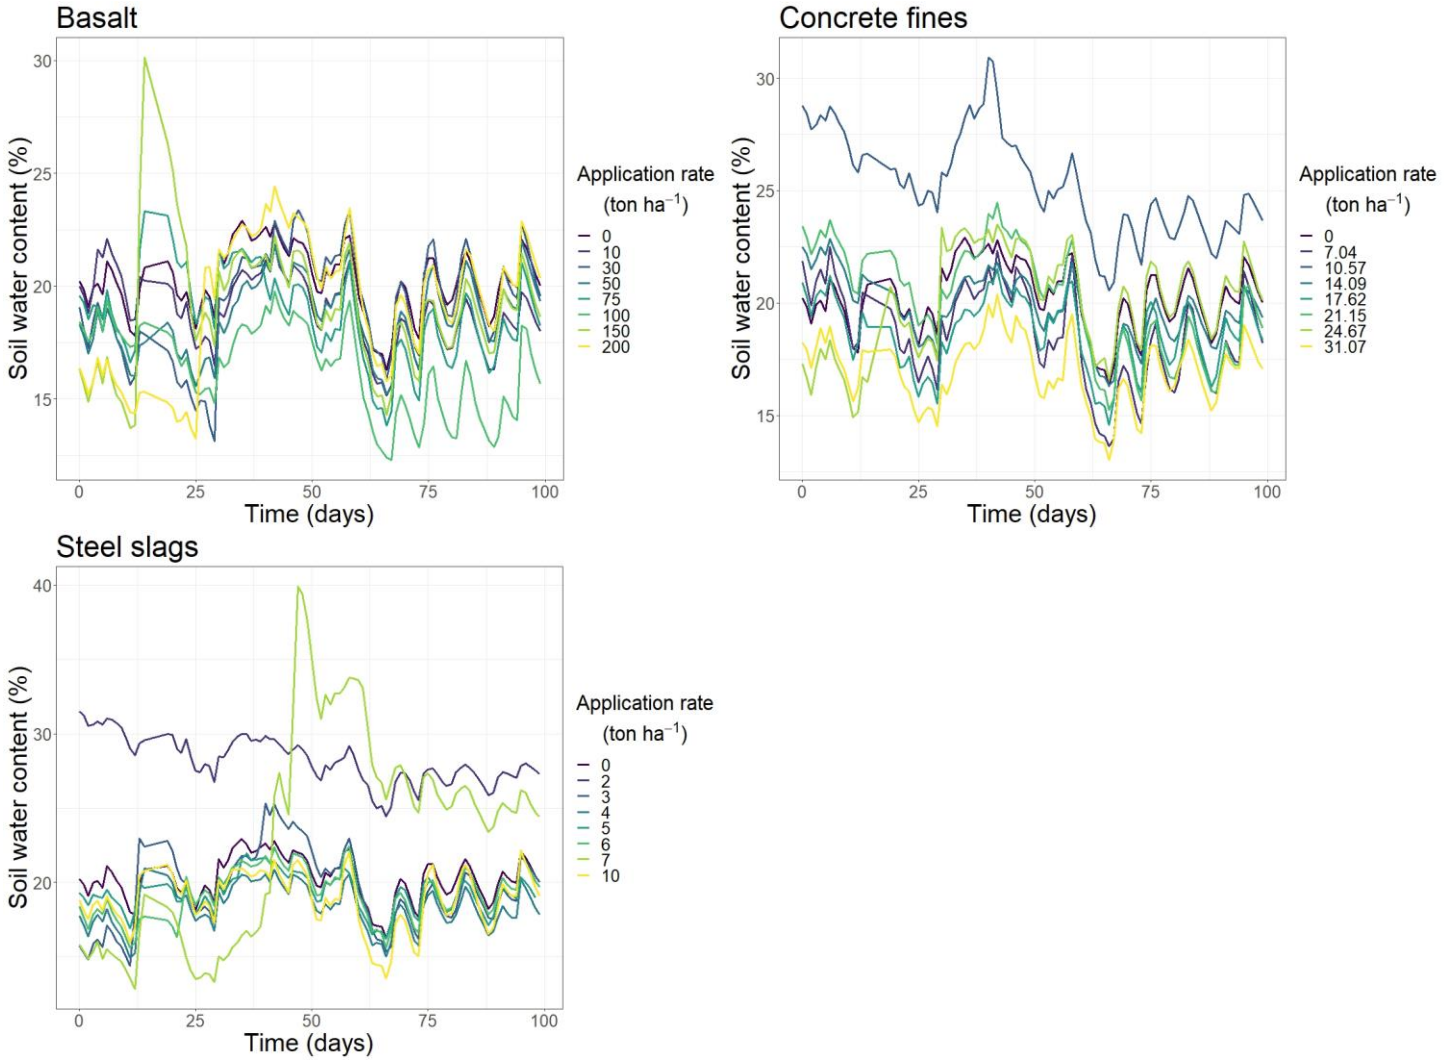 Basalt
30
25
20
15
0 25 50 75 100
Time (days)
Soil water content (%)
Application rate
(ton ha⁻¹)
0
10
30
50
75
100
150
200
Concrete fines
30
25
20
15
0 25 50 75 100
Time (days)
Soil water content (%)
Application rate
(ton ha⁻¹)
0
7.04
10.57
14.09
17.62
21.15
24.67
31.07
Steel slags
40
30
20
0 25 50 75 100
Time (days)
Soil water content (%)
Application rate
(ton ha⁻¹)
0
2
3
4
5
6
7
10